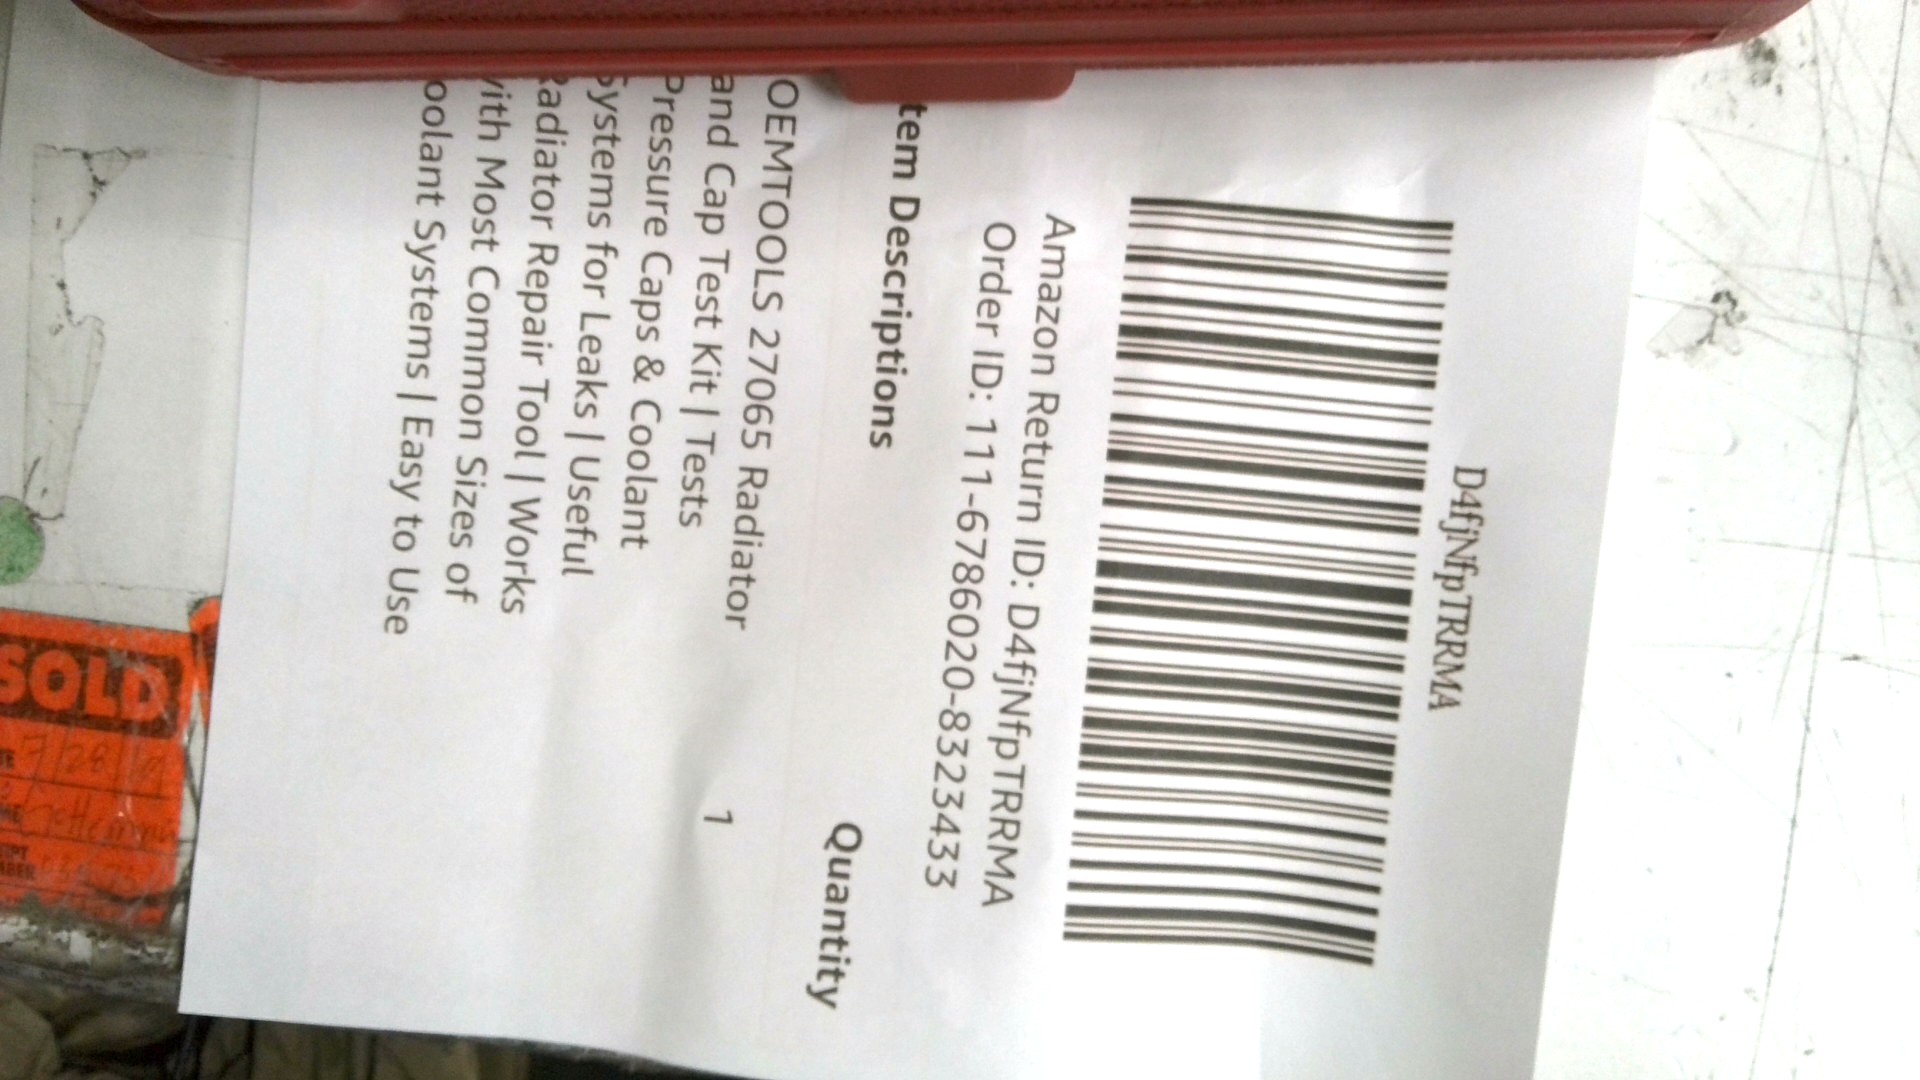 D4fjNfpTRRMA
Amazon Return ID: D4fjNfpTRRMA
Order ID: 111-6786020-8323433
tem Descriptions
Quantity
OEMTOOLS 27065 Radiator
and Cap Test Kit | Tests
1
Pressure Caps & Coolant
Systems for Leaks | Useful
Radiator Repair Tool | Works
with Most Common Sizes of
oolant Systems | Easy to Use
SOLD
7/28/